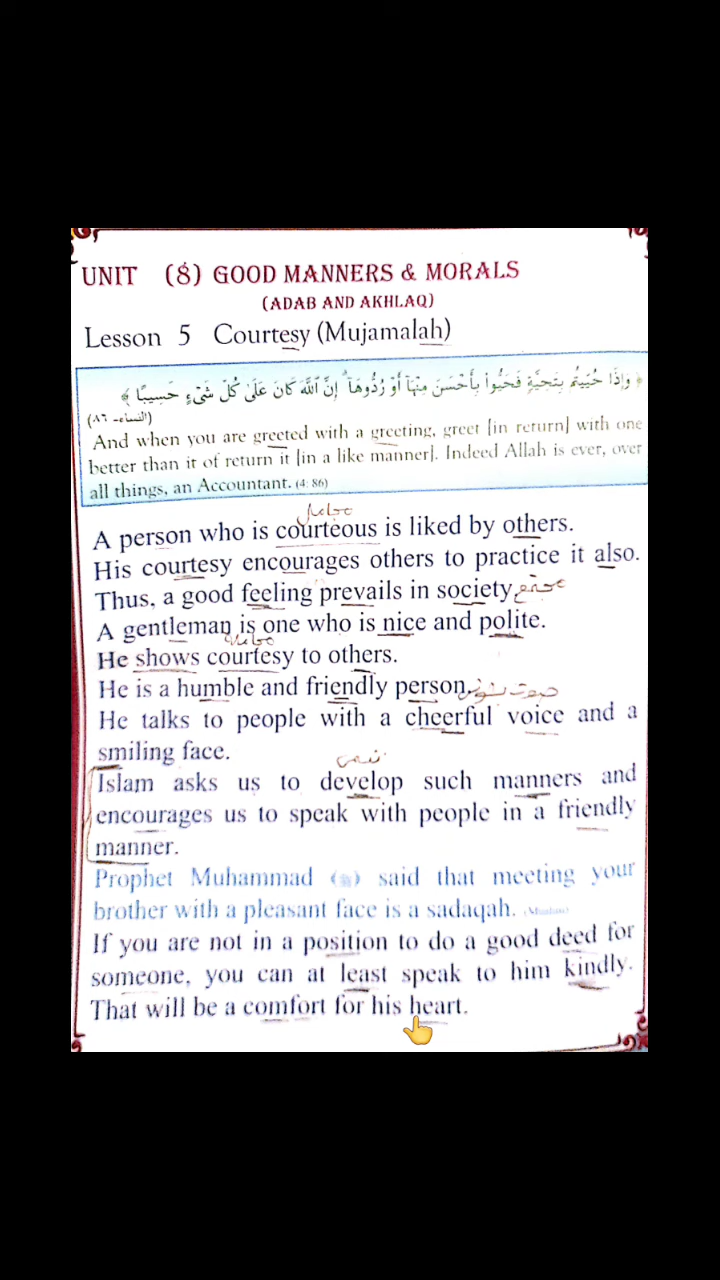 UNIT (8) GOOD MANNERS & MORALS
(ADAB AND AKHLAQ)
Lesson 5 Courtesy (Mujamalah)
﴿ وَإِذَا حُيِّيتُم بِتَحِيَّةٍ فَحَيُّوا۟ بِأَحْسَنَ مِنْهَآ أَوْ رُدُّوهَآ ۗ إِنَّ ٱللَّهَ كَانَ عَلَىٰ كُلِّ شَىْءٍ حَسِيبًا ﴾
(النساء- ٨٦)
And when you are greeted with a greeting, greet [in return] with one
better than it of return it [in a like manner]. Indeed Allah is ever, over
all things, an Accountant. (4: 86)
A person who is courteous is liked by others.
His courtesy encourages others to practice it also.
Thus, a good feeling prevails in society مجتمع
A gentleman is one who is nice and polite.
He shows courtesy to others.
He is a humble and friendly person
He talks to people with a cheerful voice and a
smiling face.
Islam asks us to develop such manners and
encourages us to speak with people in a friendly
manner.
Prophet Muhammad (ﷺ) said that meeting your
brother with a pleasant face is a sadaqah. (Muslim)
If you are not in a position to do a good deed for
someone, you can at least speak to him kindly.
That will be a comfort for his heart.